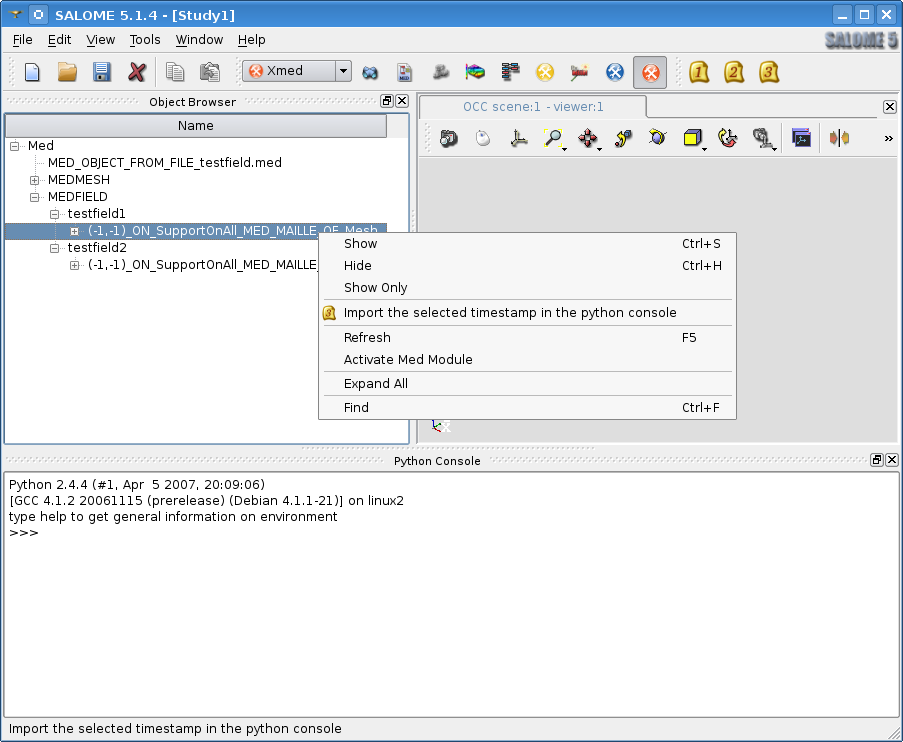 SALOME 5.1.4 - [Study1]
File Edit View Tools Window Help
SALOME 5
Xmed
1 2 3
Object Browser
OCC scene:1 - viewer:1
Name
»
Med
MED_OBJECT_FROM_FILE_testfield.med
MEDMESH
MEDFIELD
testfield1
(-1,-1)_ON_SupportOnAll_MED_MAILLE_OF_Mesh
testfield2
(-1,-1)_ON_SupportOnAll_MED_MAILLE_
Show Ctrl+S
Hide Ctrl+H
Show Only
3 Import the selected timestamp in the python console
Refresh F5
Activate Med Module
Expand All
Find Ctrl+F
Python Console
Python 2.4.4 (#1, Apr  5 2007, 20:09:06)
[GCC 4.1.2 20061115 (prerelease) (Debian 4.1.1-21)] on linux2
type help to get general information on environment
>>>
Import the selected timestamp in the python console